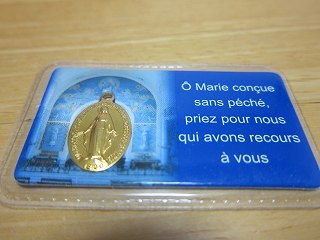 Ô Marie conçue
sans péché,
priez pour nous
qui avons recours
à vous